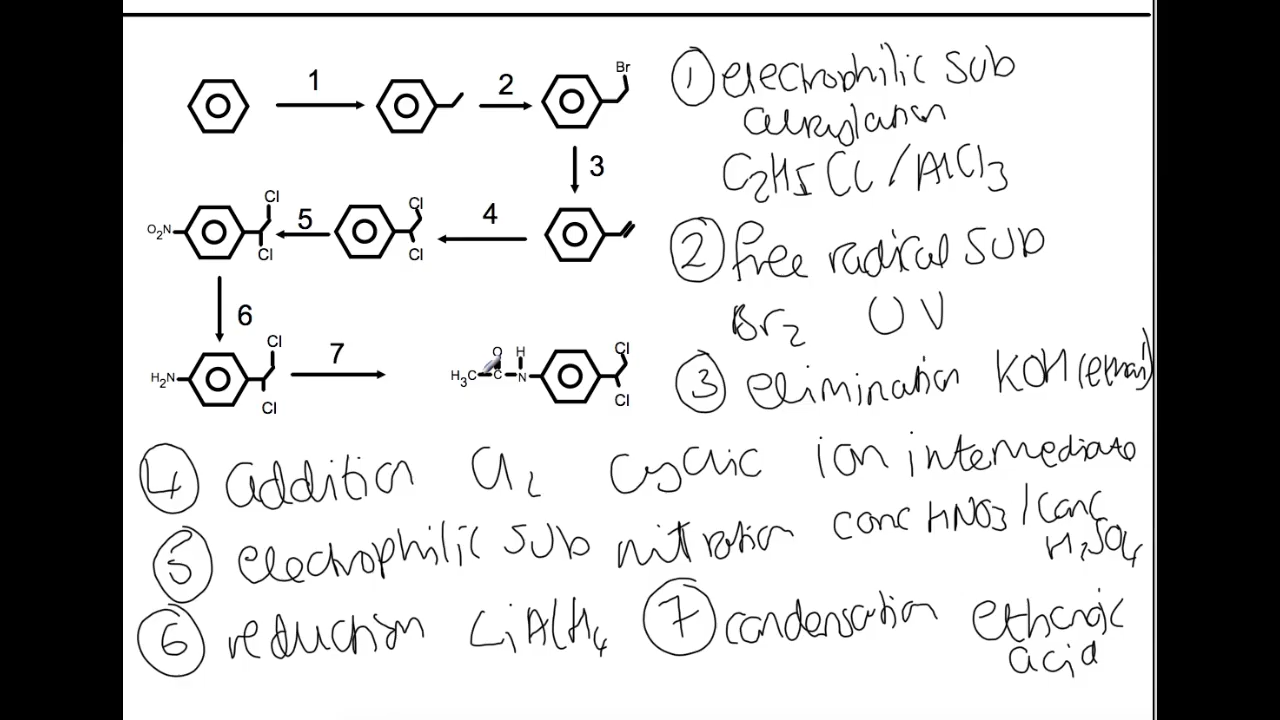 1
2
Br
3
Cl
Cl
4
Cl
Cl
5
O₂N
6
H₂N
Cl
Cl
7
O
H
H₃C
C
N
Cl
Cl
① electrophilic sub
alkylation
C₂H₅Cl / AlCl₃
② free radical sub
Br₂ UV
③ elimination KOH (ethan)
④ addition Cl₂ cyclic ion intermediate
⑤ electrophilic sub nitration conc HNO₃ / conc
H₂SO₄
⑥ reduction LiAlH₄
⑦ condensation ethanoic
acid